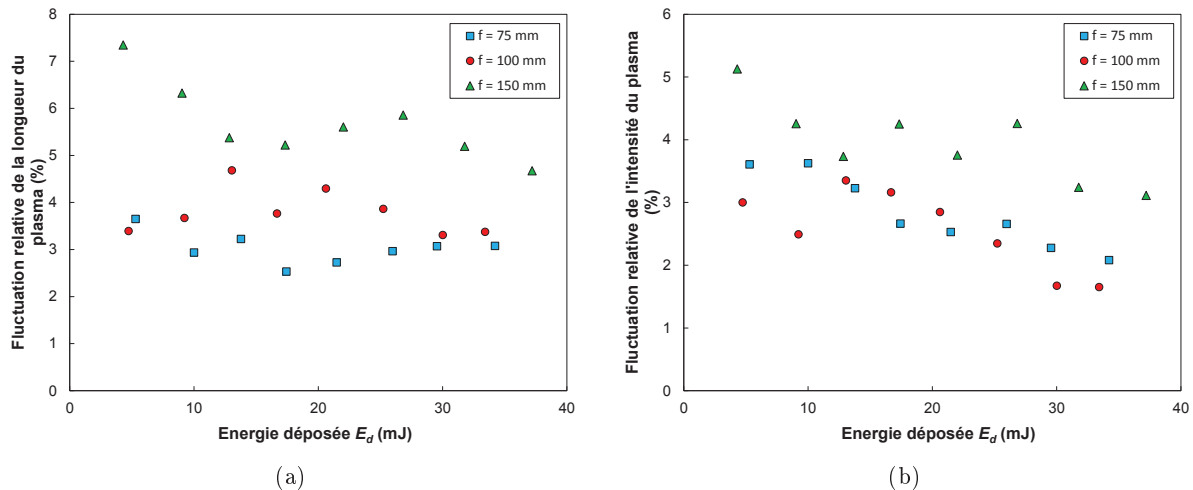 Fluctuation relative de la longueur du
plasma (%)
8
7
6
5
4
3
2
1
0
0 10 20 30 40
Energie déposée Ed (mJ)
f = 75 mm
f = 100 mm
f = 150 mm
(a)
Fluctuation relative de l'intensité du plasma
(%)
6
5
4
3
2
1
0
0 10 20 30 40
Energie déposée Ed (mJ)
f = 75 mm
f = 100 mm
f = 150 mm
(b)